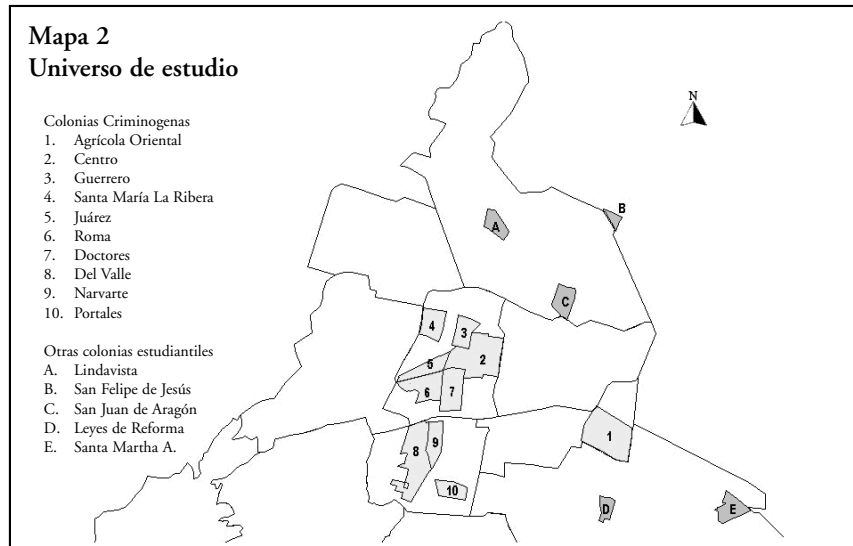 Mapa 2
Universo de estudio
Colonias Criminogenas
1. Agrícola Oriental
2. Centro
3. Guerrero
4. Santa María La Ribera
5. Juárez
6. Roma
7. Doctores
8. Del Valle
9. Narvarte
10. Portales
Otras colonias estudiantiles
A. Lindavista
B. San Felipe de Jesús
C. San Juan de Aragón
D. Leyes de Reforma
E. Santa Martha A.
N
B
A
C
4
3
2
5
6
7
1
9
8
10
D
E